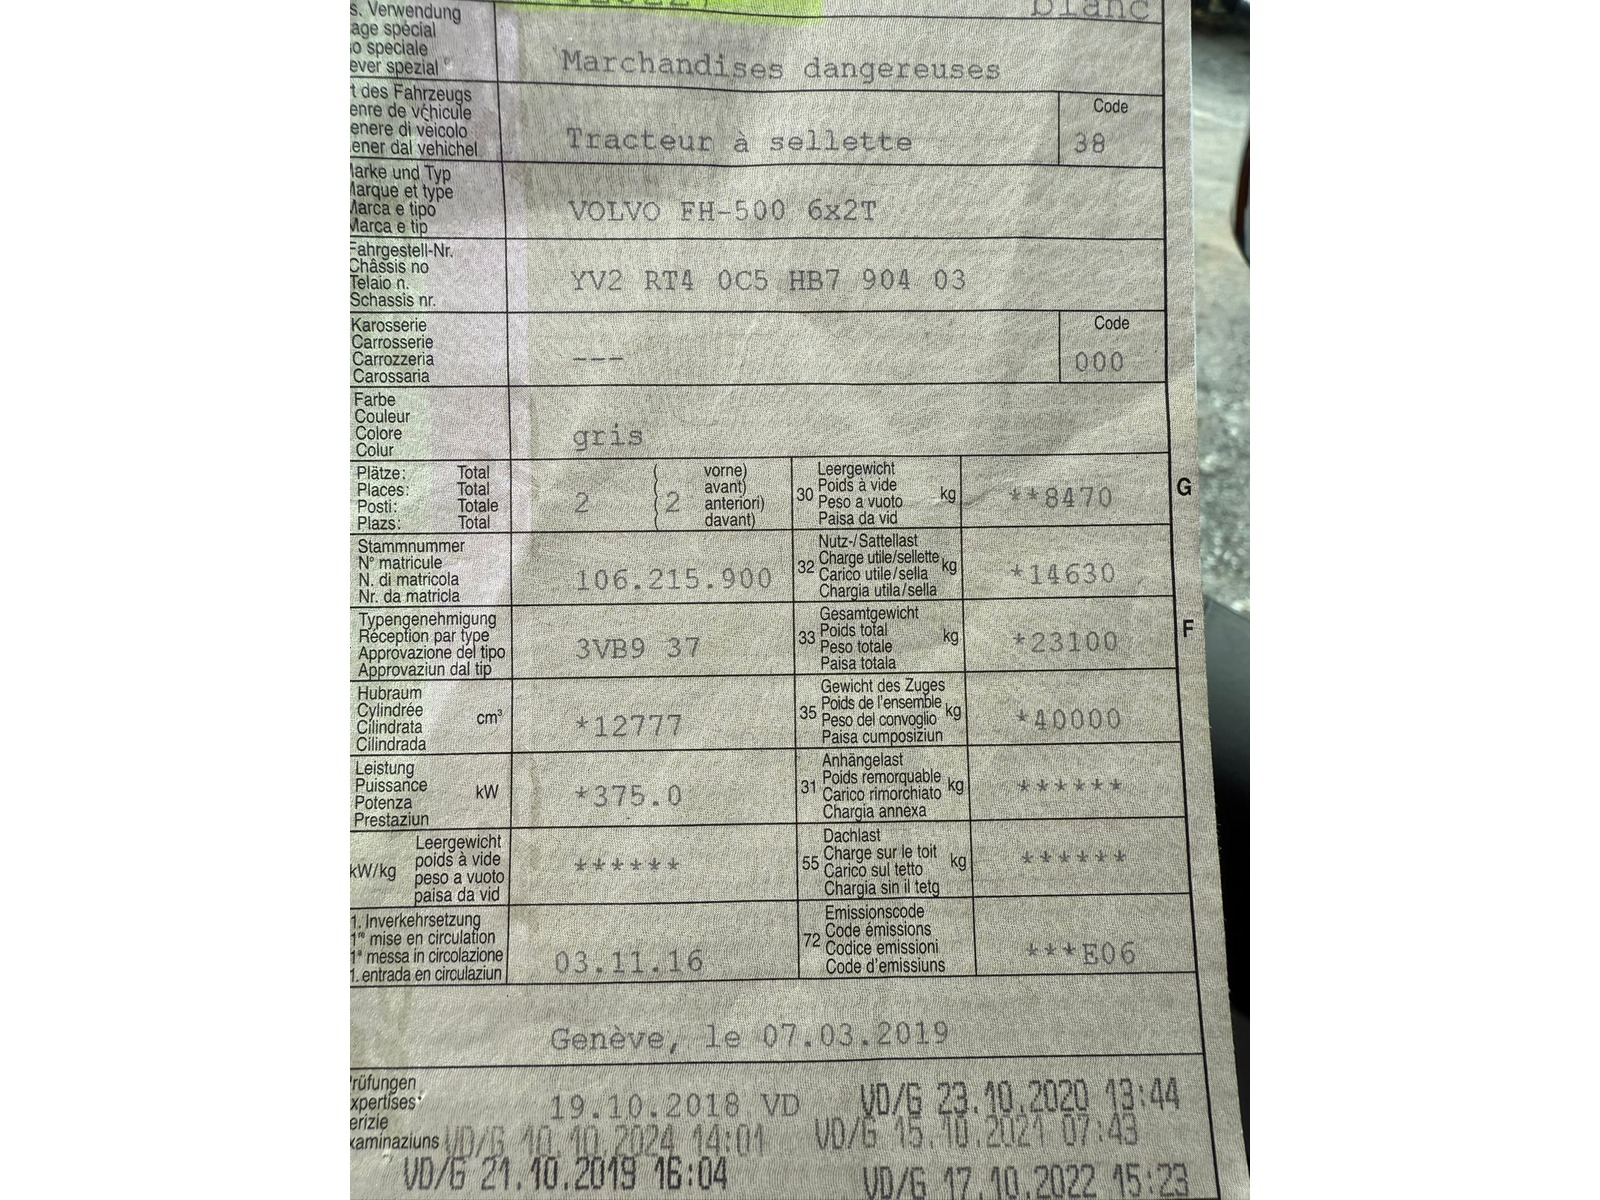 blanc
s. Verwendung
age spécial
o speciale
ever spezial
Marchandises dangereuses
t des Fahrzeugs
enre de véhicule
enere di veicolo
ener dal vehichel
Tracteur à sellette
Code
38
Marke und Typ
Marque et type
Marca e tipo
Marca e tip
VOLVO FH-500 6x2T
Fahrgestell-Nr.
Châssis no
Telaio n.
Schassis nr.
YV2 RT4 0C5 HB7 904 03
Karosserie
Carrosserie
Carrozzeria
Carossaria
---
Code
000
Farbe
Couleur
Colore
Colur
gris
Plätze: Total
Places: Total
Posti: Totale
Plazs: Total
2 ( 2 vorne)
avant)
anteriori)
davant)
30 Leergewicht
Poids à vide
Peso a vuoto
Paisa da vid
kg
**8470
G
Stammnummer
N° matricule
N. di matricola
Nr. da matricla
106.215.900
32 Nutz-/Sattellast
Charge utile/sellette
Carico utile/sella
Chargia utila/sella
kg
*14630
Typengenehmigung
Réception par type
Approvazione del tipo
Approvaziun dal tip
3VB9 37
33 Gesamtgewicht
Poids total
Peso totale
Paisa totala
kg
*23100
F
Hubraum
Cylindrée
Cilindrata
Cilindrada
cm³
*12777
35 Gewicht des Zuges
Poids de l'ensemble
Peso del convoglio
Paisa cumposiziun
kg
*40000
Leistung
Puissance
Potenza
Prestaziun
kW
*375.0
31 Anhängelast
Poids remorquable
Carico rimorchiato
Chargia annexa
kg
******
kW/kg
Leergewicht
poids à vide
peso a vuoto
paisa da vid
******
55 Dachlast
Charge sur le toit
Carico sul tetto
Chargia sin il tetg
kg
******
1. Inverkehrsetzung
1re mise en circulation
1a messa in circolazione
1. entrada en circulaziun
03.11.16
72 Emissionscode
Code émissions
Codice emissioni
Code d'emissiuns
***E06
Genève, le 07.03.2019
rüfungen
xpertises
erizie
xaminaziuns
19.10.2018 VD
VD/G 23.10.2020 13:44
VD/G 10.10.2024 14:01
VD/G 15.10.2021 07:43
VD/G 21.10.2019 16:04
VD/G 17.10.2022 15:23